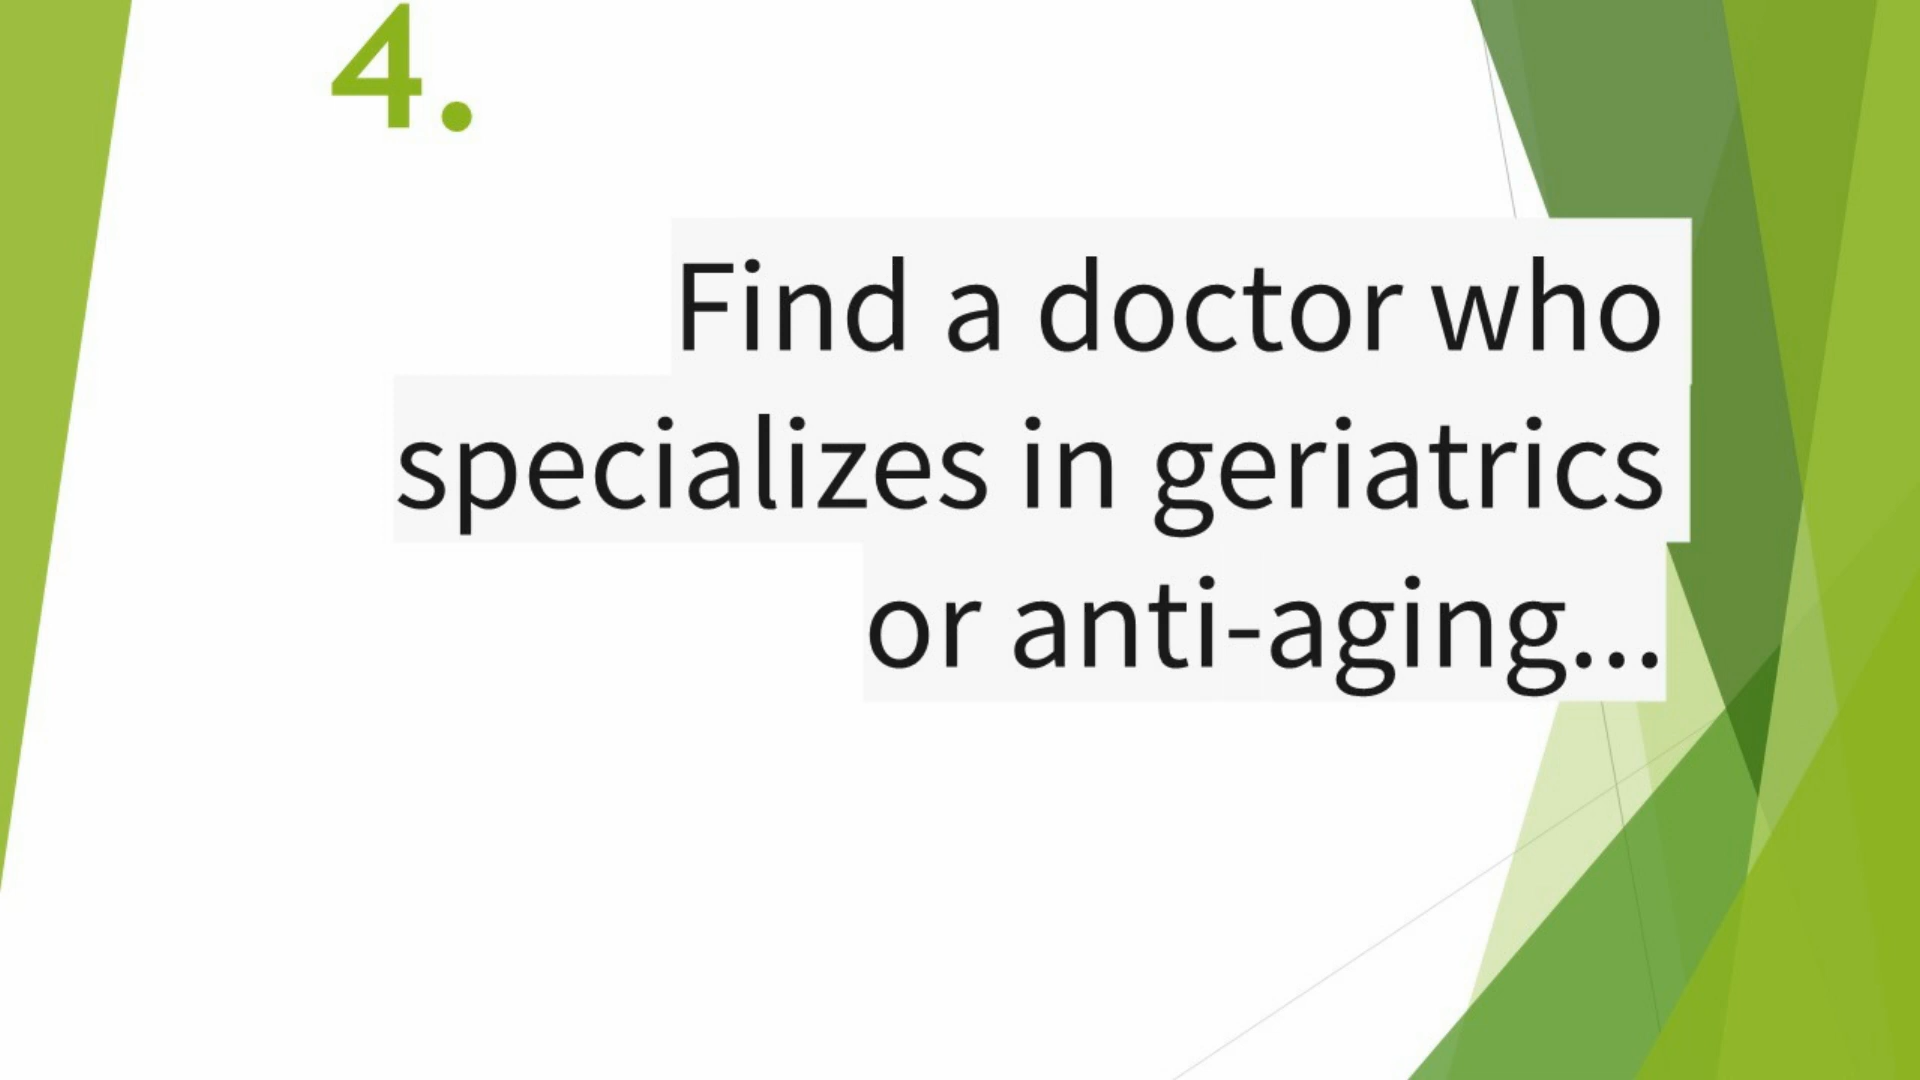 4.
Find a doctor who
specializes in geriatrics
or anti-aging...